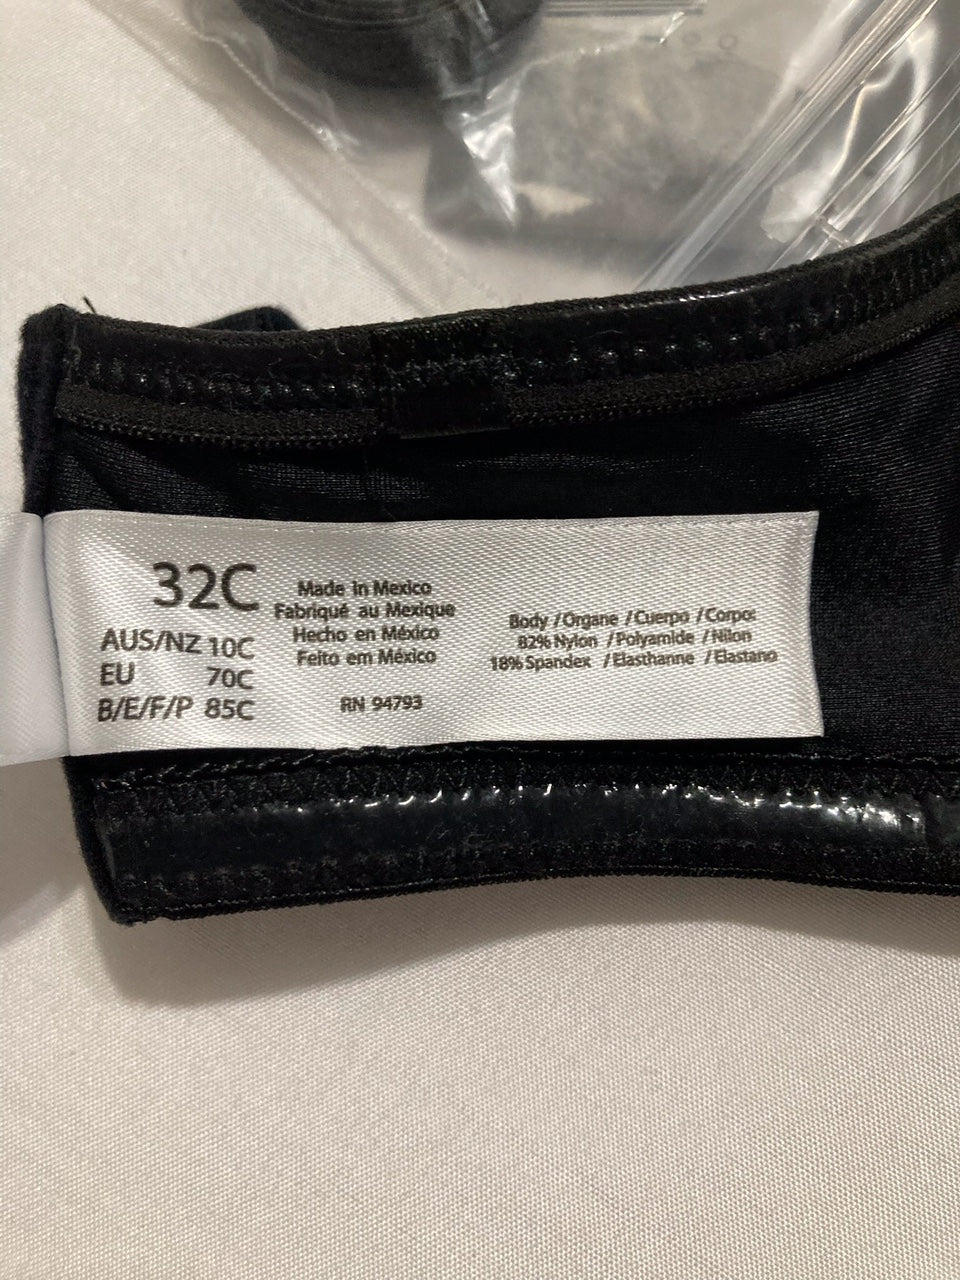 32C
AUS/NZ 10C
EU 70C
B/E/F/P 85C
Made in Mexico
Fabriqué au Mexique
Hecho en México
Feito em México
RN 94793
Body /Organe /Cuerpo /Corpo:
82% Nylon /Polyamide /Nilon
18% Spandex /Elasthanne /Elastano